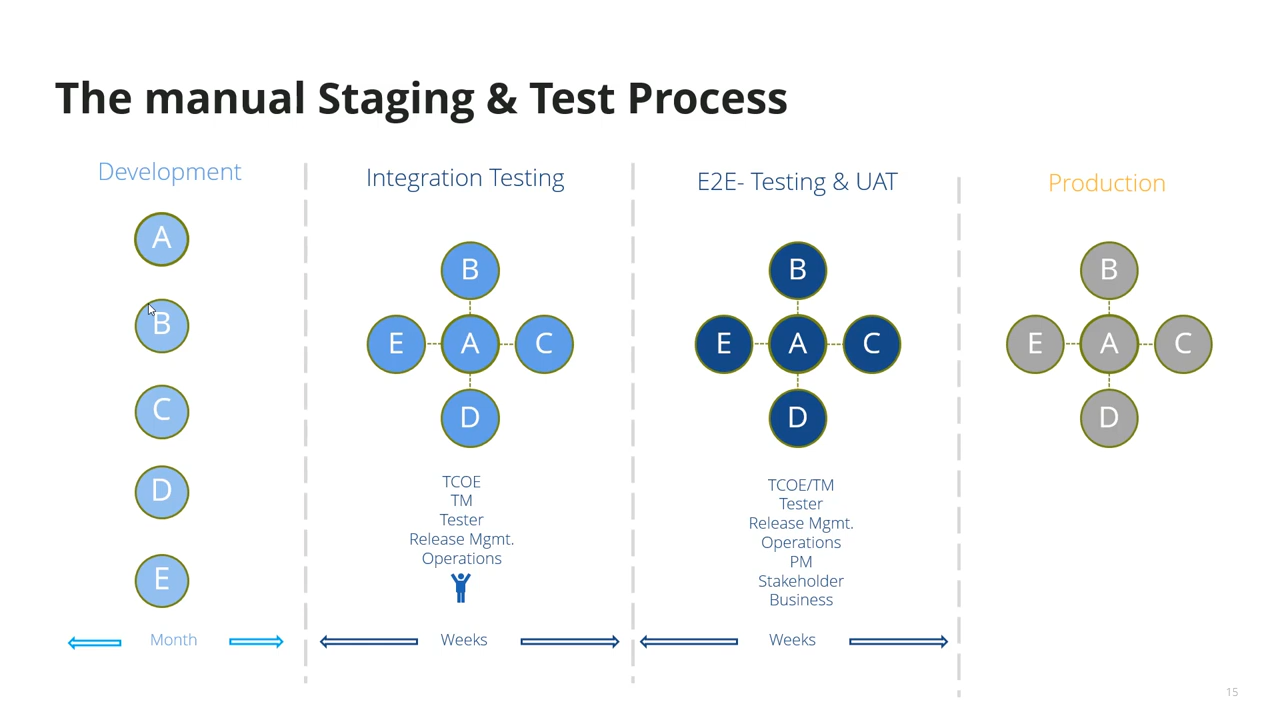 The manual Staging & Test Process
Development
A
B
C
D
E
Month
Integration Testing
B
E A C
D
TCOE
TM
Tester
Release Mgmt.
Operations
Weeks
E2E- Testing & UAT
B
E A C
D
TCOE/TM
Tester
Release Mgmt.
Operations
PM
Stakeholder
Business
Weeks
Production
B
E A C
D
15